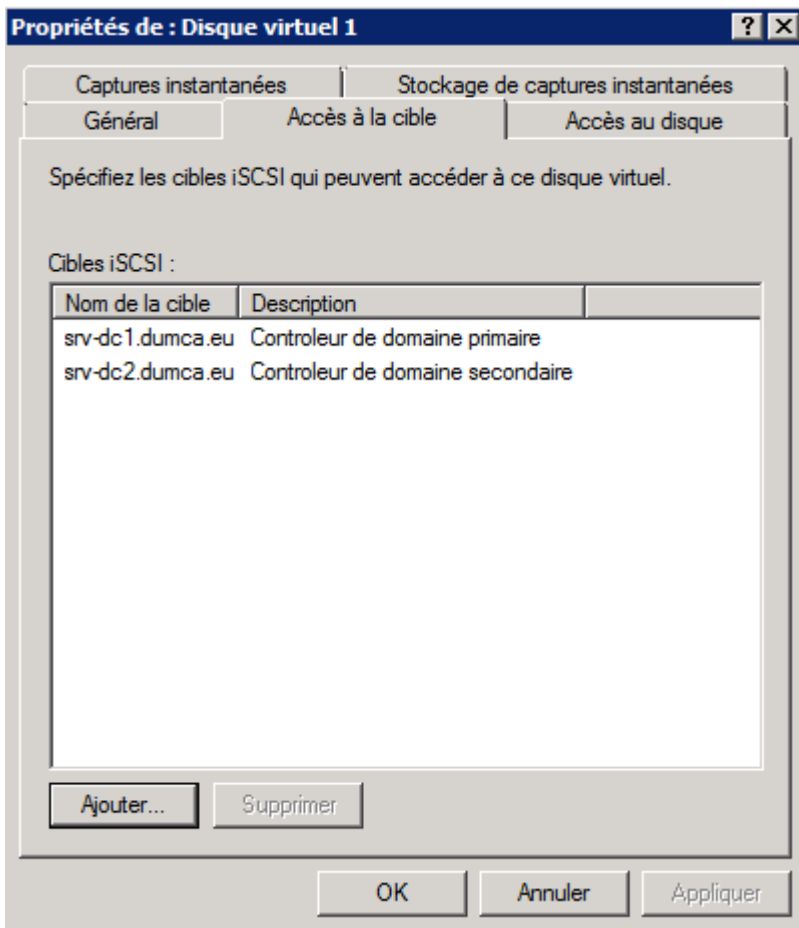 Propriétés de : Disque virtuel 1
Captures instantanées
Stockage de captures instantanées
Général
Accès à la cible
Accès au disque
Spécifiez les cibles iSCSI qui peuvent accéder à ce disque virtuel.
Cibles iSCSI :
Nom de la cible Description
srv-dc1.dumca.eu Controleur de domaine primaire
srv-dc2.dumca.eu Controleur de domaine secondaire
Ajouter... Supprimer
OK Annuler Appliquer